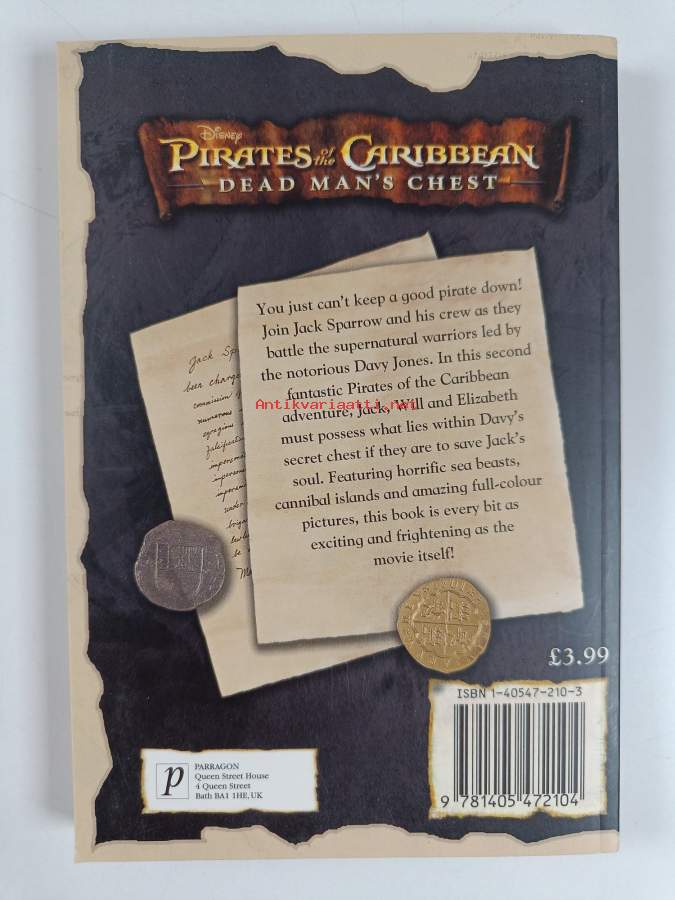 Disney
PIRATES of the CARIBBEAN
DEAD MAN'S CHEST
You just can't keep a good pirate down!
Join Jack Sparrow and his crew as they
battle the supernatural warriors led by
the notorious Davy Jones. In this second
fantastic Pirates of the Caribbean
adventure, Jack, Will and Elizabeth
must possess what lies within Davy's
secret chest if they are to save Jack's
soul. Featuring horrific sea beasts,
cannibal islands and amazing full-colour
pictures, this book is every bit as
exciting and frightening as the
movie itself!
Antikvariaatti.net
Jack
been
numerous
be
£3.99
ISBN 1-40547-210-3
9 781405 472104
p
PARRAGON
Queen Street House
4 Queen Street
Bath BA1 1HE, UK